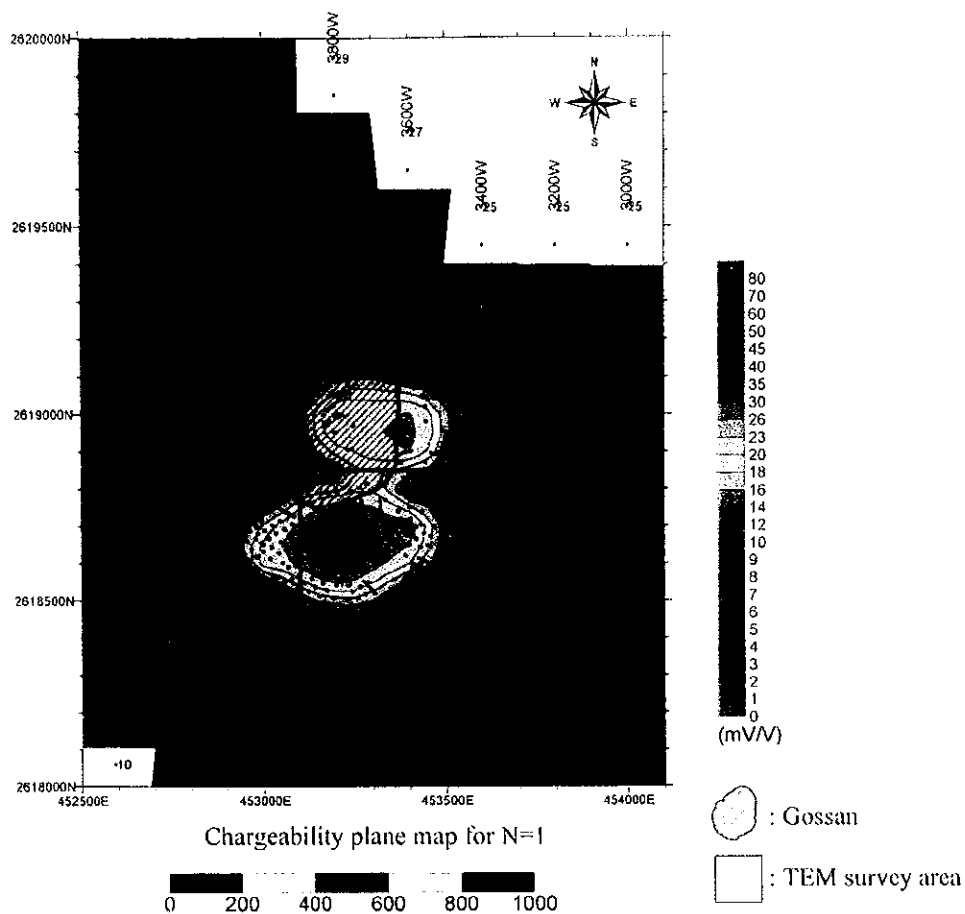 2620000N
2619500N
2619000N
2618500N
2618000N
452500E
453000E
453500E
454000E
3800W
29
3600W
27
3400W
25
3200W
25
3000W
25
N
W E
S
10
80
70
60
50
45
40
35
30
26
23
20
18
16
14
12
10
9
8
7
6
5
4
3
2
1
0
(mV/V)
Chargeability plane map for N=1
0 200 400 600 800 1000
: Gossan
: TEM survey area